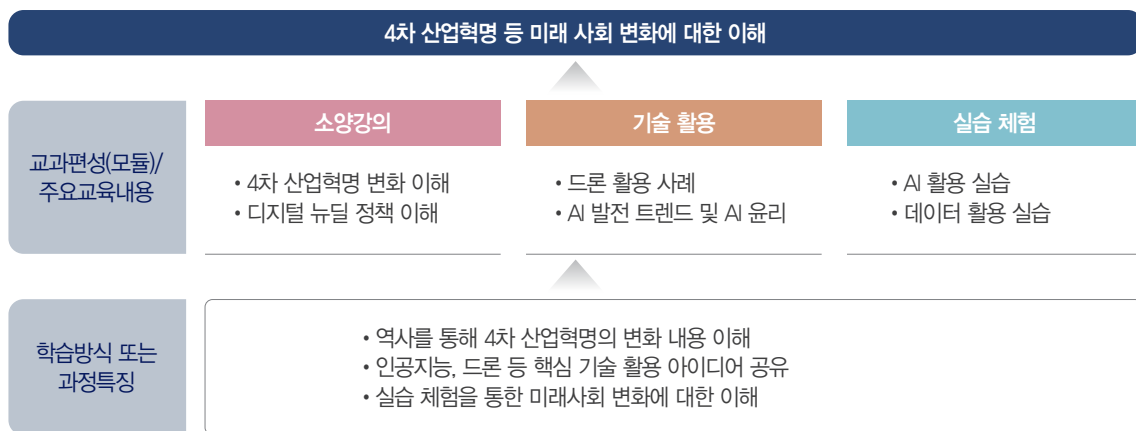 4차 산업혁명 등 미래 사회 변화에 대한 이해
교과편성(모듈)/
주요교육내용
소양강의
• 4차 산업혁명 변화 이해
• 디지털 뉴딜 정책 이해
기술 활용
• 드론 활용 사례
• AI 발전 트렌드 및 AI 윤리
실습 체험
• AI 활용 실습
• 데이터 활용 실습
학습방식 또는
과정특징
• 역사를 통해 4차 산업혁명의 변화 내용 이해
• 인공지능, 드론 등 핵심 기술 활용 아이디어 공유
• 실습 체험을 통한 미래사회 변화에 대한 이해